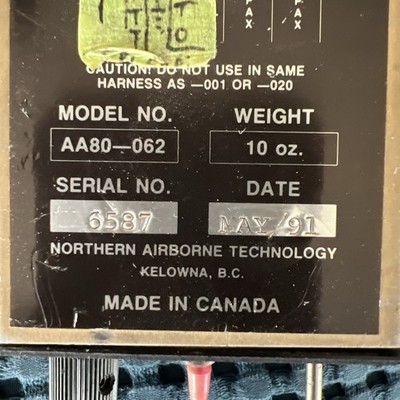 P P
A A
X X
CAUTION! DO NOT USE IN SAME
HARNESS AS —001 OR —020
MODEL NO. WEIGHT
AA80—062 10 oz.
SERIAL NO. DATE
6587 MAY/91
NORTHERN AIRBORNE TECHNOLOGY
KELOWNA, B.C.
MADE IN CANADA